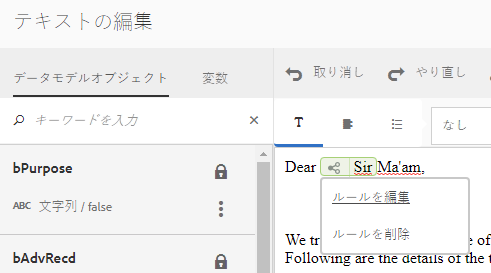 テキストの編集
データモデルオブジェクト 変数 取り消し やり直し
キーワードを入力 × T なし
bPurpose
Dear Sir Ma'am,
ABC 文字列 / false
ルールを編集
ルールを削除
We tr e of
bAdvRecd
Following are the details of the t